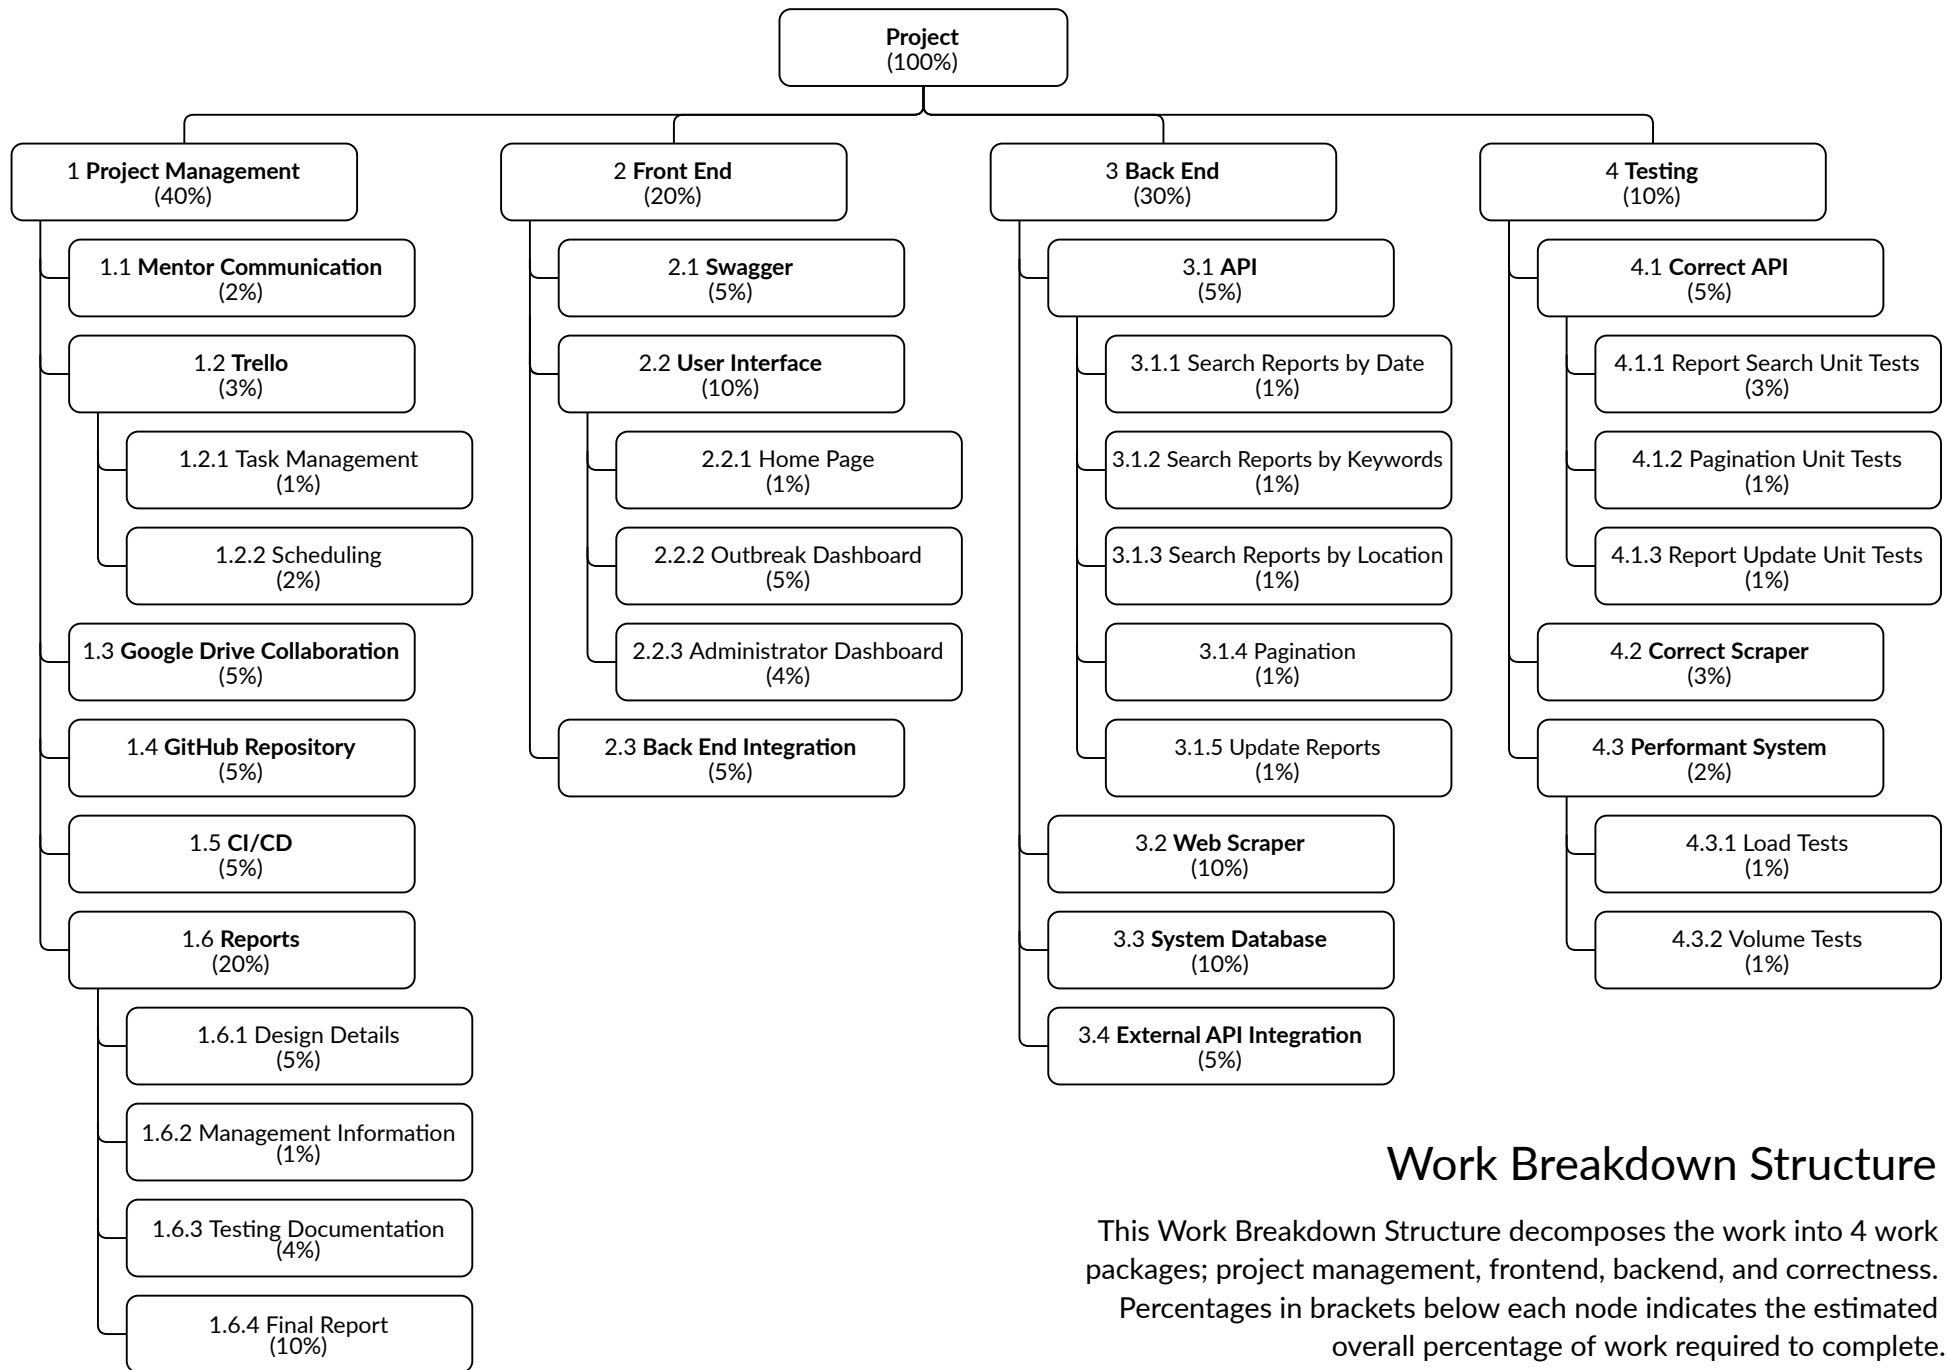 Project
(100%)
1 Project Management
(40%)
1.1 Mentor Communication
(2%)
1.2 Trello
(3%)
1.2.1 Task Management
(1%)
1.2.2 Scheduling
(2%)
1.3 Google Drive Collaboration
(5%)
1.4 GitHub Repository
(5%)
1.5 CI/CD
(5%)
1.6 Reports
(20%)
1.6.1 Design Details
(5%)
1.6.2 Management Information
(1%)
1.6.3 Testing Documentation
(4%)
1.6.4 Final Report
(10%)
2 Front End
(20%)
2.1 Swagger
(5%)
2.2 User Interface
(10%)
2.2.1 Home Page
(1%)
2.2.2 Outbreak Dashboard
(5%)
2.2.3 Administrator Dashboard
(4%)
2.3 Back End Integration
(5%)
3 Back End
(30%)
3.1 API
(5%)
3.1.1 Search Reports by Date
(1%)
3.1.2 Search Reports by Keywords
(1%)
3.1.3 Search Reports by Location
(1%)
3.1.4 Pagination
(1%)
3.1.5 Update Reports
(1%)
3.2 Web Scraper
(10%)
3.3 System Database
(10%)
3.4 External API Integration
(5%)
4 Testing
(10%)
4.1 Correct API
(5%)
4.1.1 Report Search Unit Tests
(3%)
4.1.2 Pagination Unit Tests
(1%)
4.1.3 Report Update Unit Tests
(1%)
4.2 Correct Scraper
(3%)
4.3 Performant System
(2%)
4.3.1 Load Tests
(1%)
4.3.2 Volume Tests
(1%)
Work Breakdown Structure
This Work Breakdown Structure decomposes the work into 4 work
packages; project management, frontend, backend, and correctness.
Percentages in brackets below each node indicates the estimated
overall percentage of work required to complete.